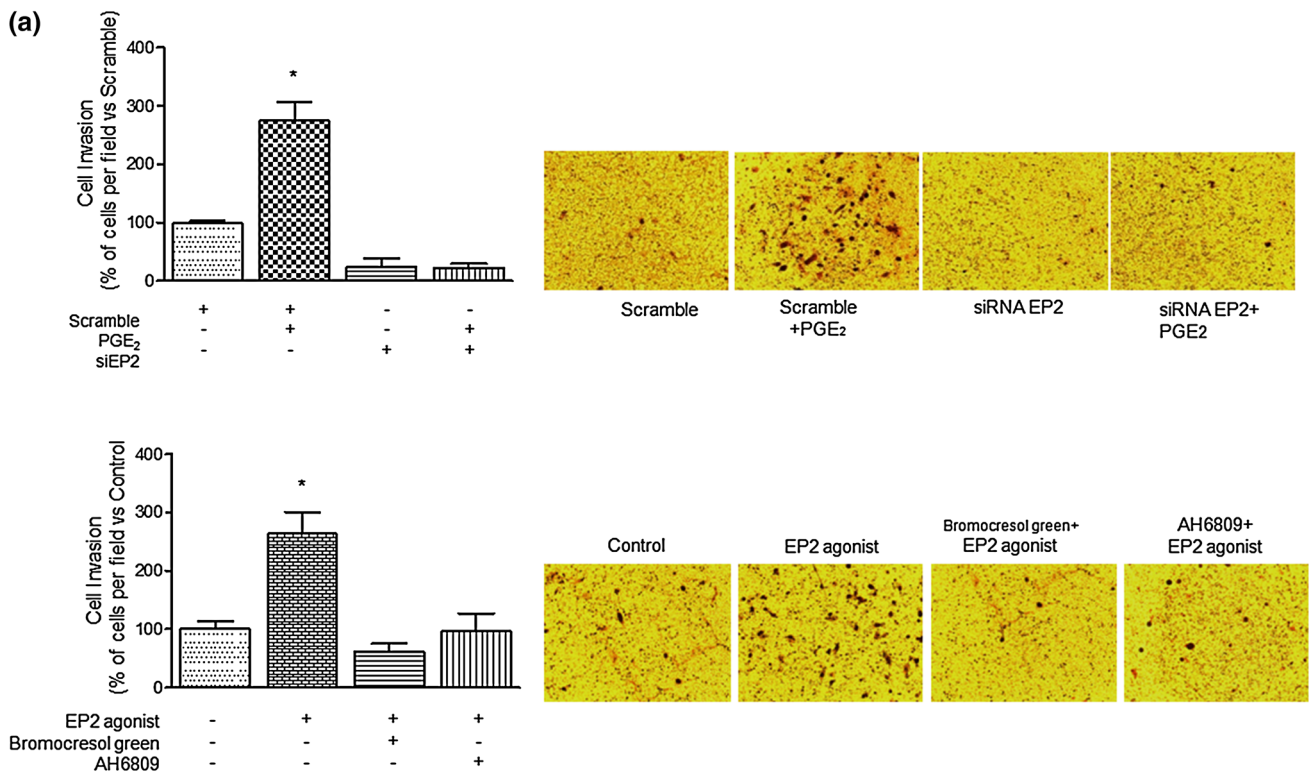 (a)
Cell Invasion
(% of cells per field vs Scramble)
400
300
200
100
0
*
Scramble + + - -
PGE₂ - + - +
siEP2 - - + +
Scramble
Scramble
+PGE₂
siRNA EP2
siRNA EP2+
PGE2
Cell Invasion
(% of cells per field vs Control
400
300
200
100
0
*
EP2 agonist - + + +
Bromocresol green - - + -
AH6809 - - - +
Control
EP2 agonist
Bromocresol green+
EP2 agonist
AH6809+
EP2 agonist